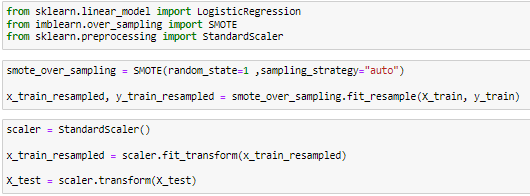 from sklearn.linear_model import LogisticRegression
from imblearn.over_sampling import SMOTE
from sklearn.preprocessing import StandardScaler
smote_over_sampling = SMOTE(random_state=1 ,sampling_strategy="auto")
x_train_resampled, y_train_resampled = smote_over_sampling.fit_resample(X_train, y_train)
scaler = StandardScaler()
x_train_resampled = scaler.fit_transform(x_train_resampled)
X_test = scaler.transform(X_test)